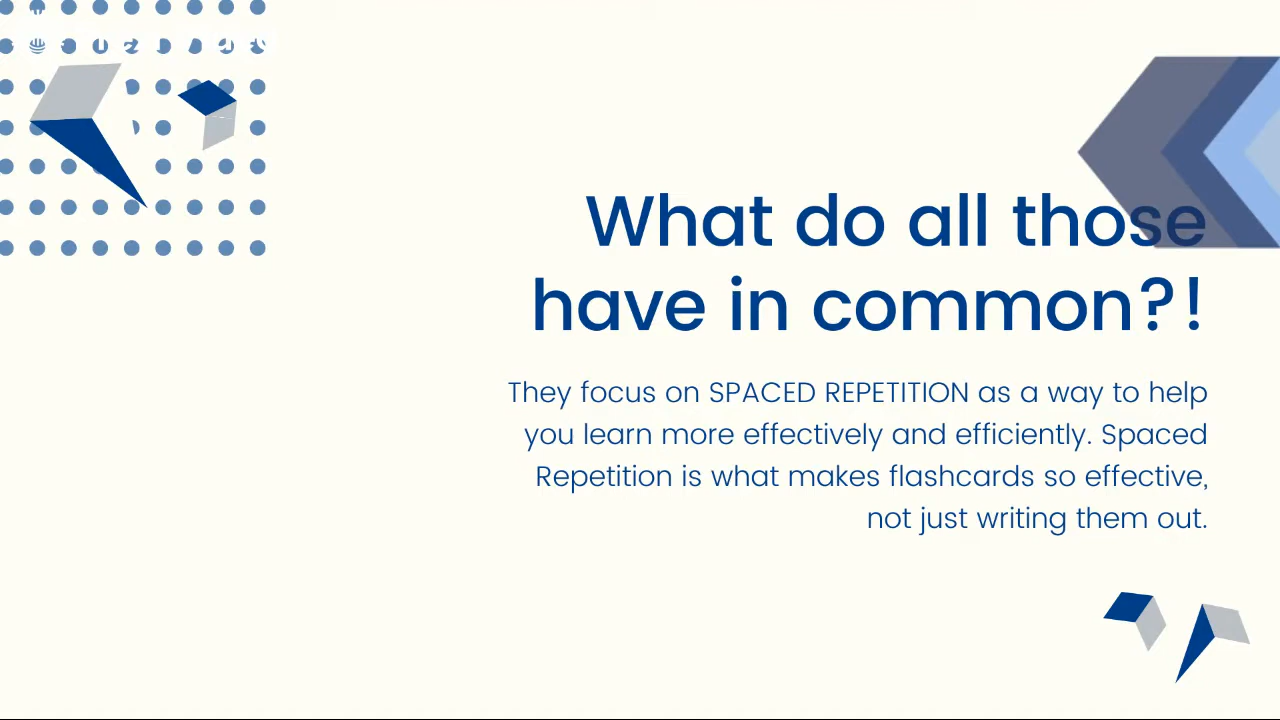 What do all those
have in common?!
They focus on SPACED REPETITION as a way to help
you learn more effectively and efficiently. Spaced
Repetition is what makes flashcards so effective,
not just writing them out.